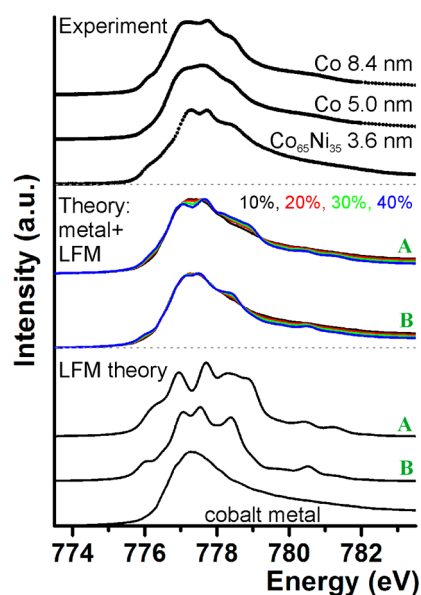 Experiment
Co 8.4 nm
Co 5.0 nm
Co65Ni35 3.6 nm
Theory:
metal+
LFM
10%, 20%, 30%, 40%
A
B
LFM theory
A
B
cobalt metal
Intensity (a.u.)
774 776 778 780 782
Energy (eV)